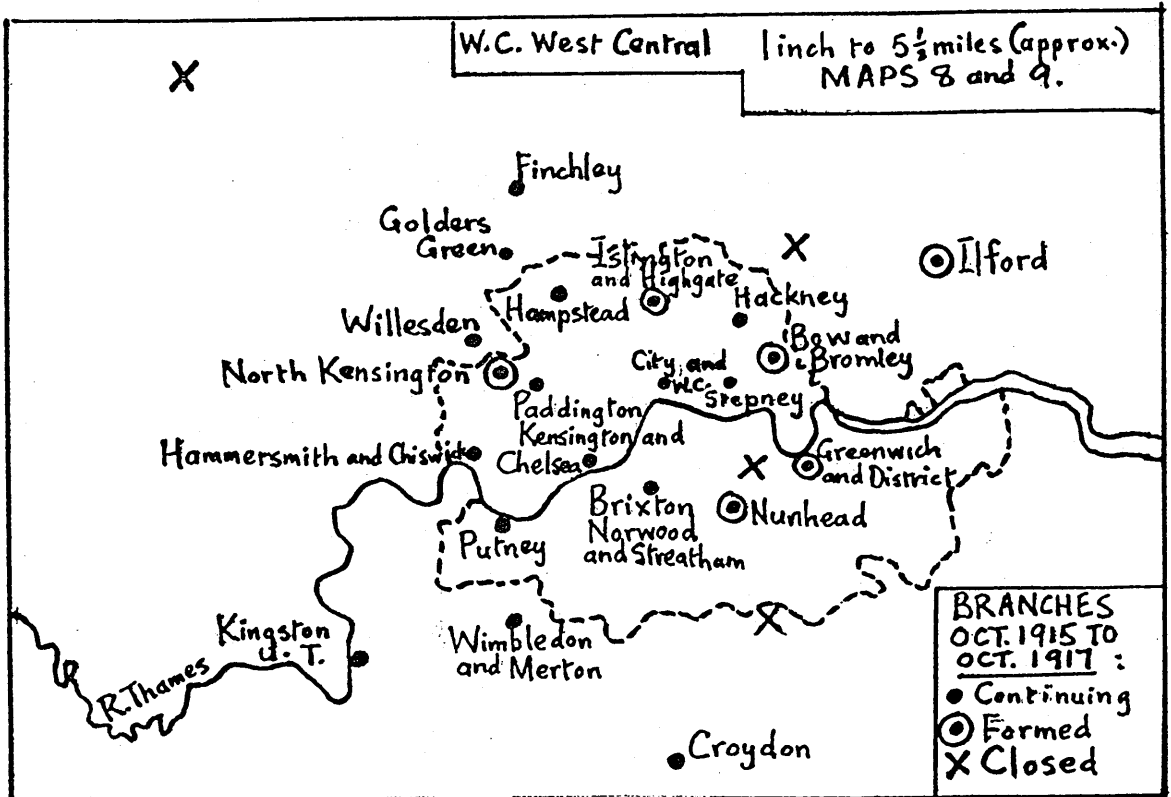 W.C. West Central
1 inch to 5½ miles (approx.)
MAPS 8 and 9.
Finchley
Golders
Green
Islington
and Highgate
Ilford
Hampstead
Hackney
Willesden
Bow and
Bromley
North Kensington
City and
W.C.
Stepney
Paddington
Kensington and
Chelsea
Hammersmith and Chiswick
Greenwich
and District
Brixton
Norwood
and Streatham
Nunhead
Putney
Kingston
u. T.
Wimbledon
and Merton
R. Thames
Croydon
BRANCHES
OCT. 1915 TO
OCT. 1917 :
Continuing
Formed
X Closed